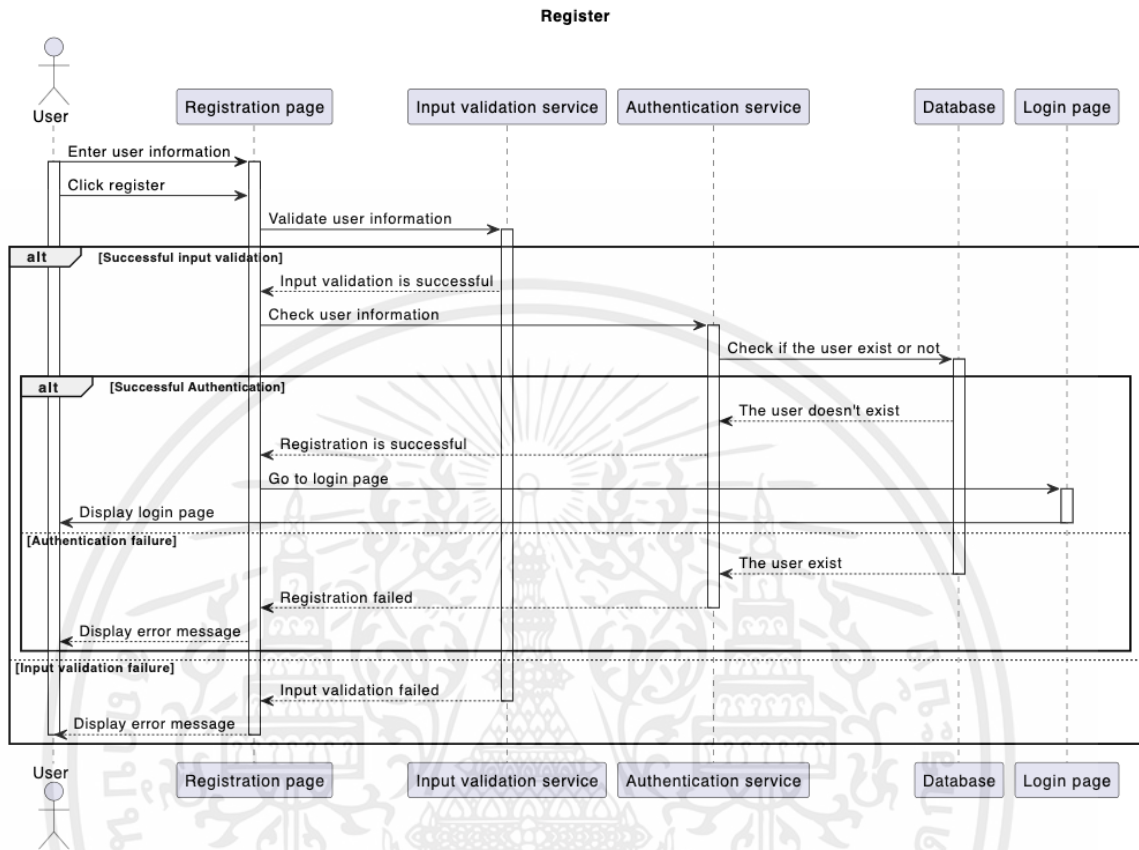 Register
User
Registration page
Input validation service
Authentication service
Database
Login page
Enter user information
Click register
Validate user information
alt
[Successful input validation]
Input validation is successful
Check user information
Check if the user exist or not
alt
[Successful Authentication]
The user doesn't exist
Registration is successful
Go to login page
Display login page
[Authentication failure]
The user exist
Registration failed
Display error message
[Input validation failure]
Input validation failed
Display error message
User
Registration page
Input validation service
Authentication service
Database
Login page